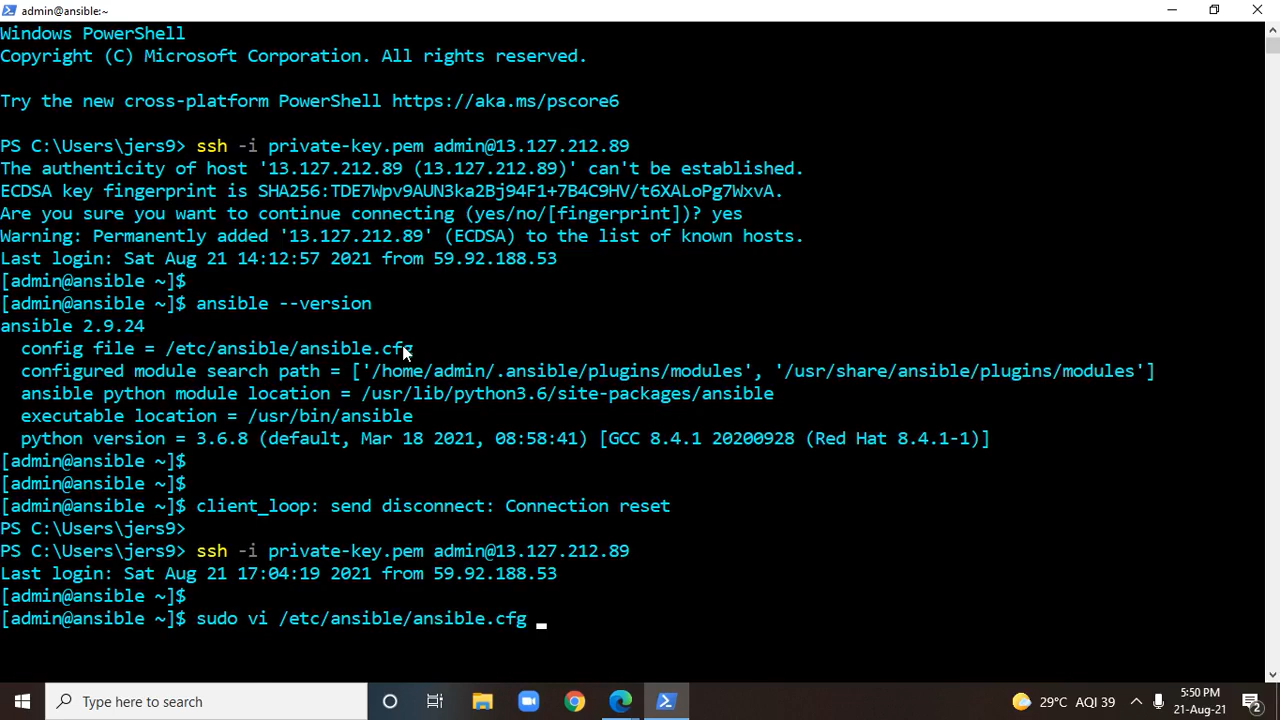 admin@ansible:~
Windows PowerShell
Copyright (C) Microsoft Corporation. All rights reserved.
Try the new cross-platform PowerShell https://aka.ms/pscore6
PS C:\Users\jers9> ssh -i private-key.pem admin@13.127.212.89
The authenticity of host '13.127.212.89 (13.127.212.89)' can't be established.
ECDSA key fingerprint is SHA256:TDE7Wpv9AUN3ka2Bj94F1+7B4C9HV/t6XALoPg7WxvA.
Are you sure you want to continue connecting (yes/no/[fingerprint])? yes
Warning: Permanently added '13.127.212.89' (ECDSA) to the list of known hosts.
Last login: Sat Aug 21 14:12:57 2021 from 59.92.188.53
[admin@ansible ~]$
[admin@ansible ~]$ ansible --version
ansible 2.9.24
  config file = /etc/ansible/ansible.cfg
  configured module search path = ['/home/admin/.ansible/plugins/modules', '/usr/share/ansible/plugins/modules']
  ansible python module location = /usr/lib/python3.6/site-packages/ansible
  executable location = /usr/bin/ansible
  python version = 3.6.8 (default, Mar 18 2021, 08:58:41) [GCC 8.4.1 20200928 (Red Hat 8.4.1-1)]
[admin@ansible ~]$
[admin@ansible ~]$
[admin@ansible ~]$ client_loop: send disconnect: Connection reset
PS C:\Users\jers9>
PS C:\Users\jers9> ssh -i private-key.pem admin@13.127.212.89
Last login: Sat Aug 21 17:04:19 2021 from 59.92.188.53
[admin@ansible ~]$
[admin@ansible ~]$ sudo vi /etc/ansible/ansible.cfg
Type here to search
29°C AQI 39
5:50 PM
21-Aug-21
2